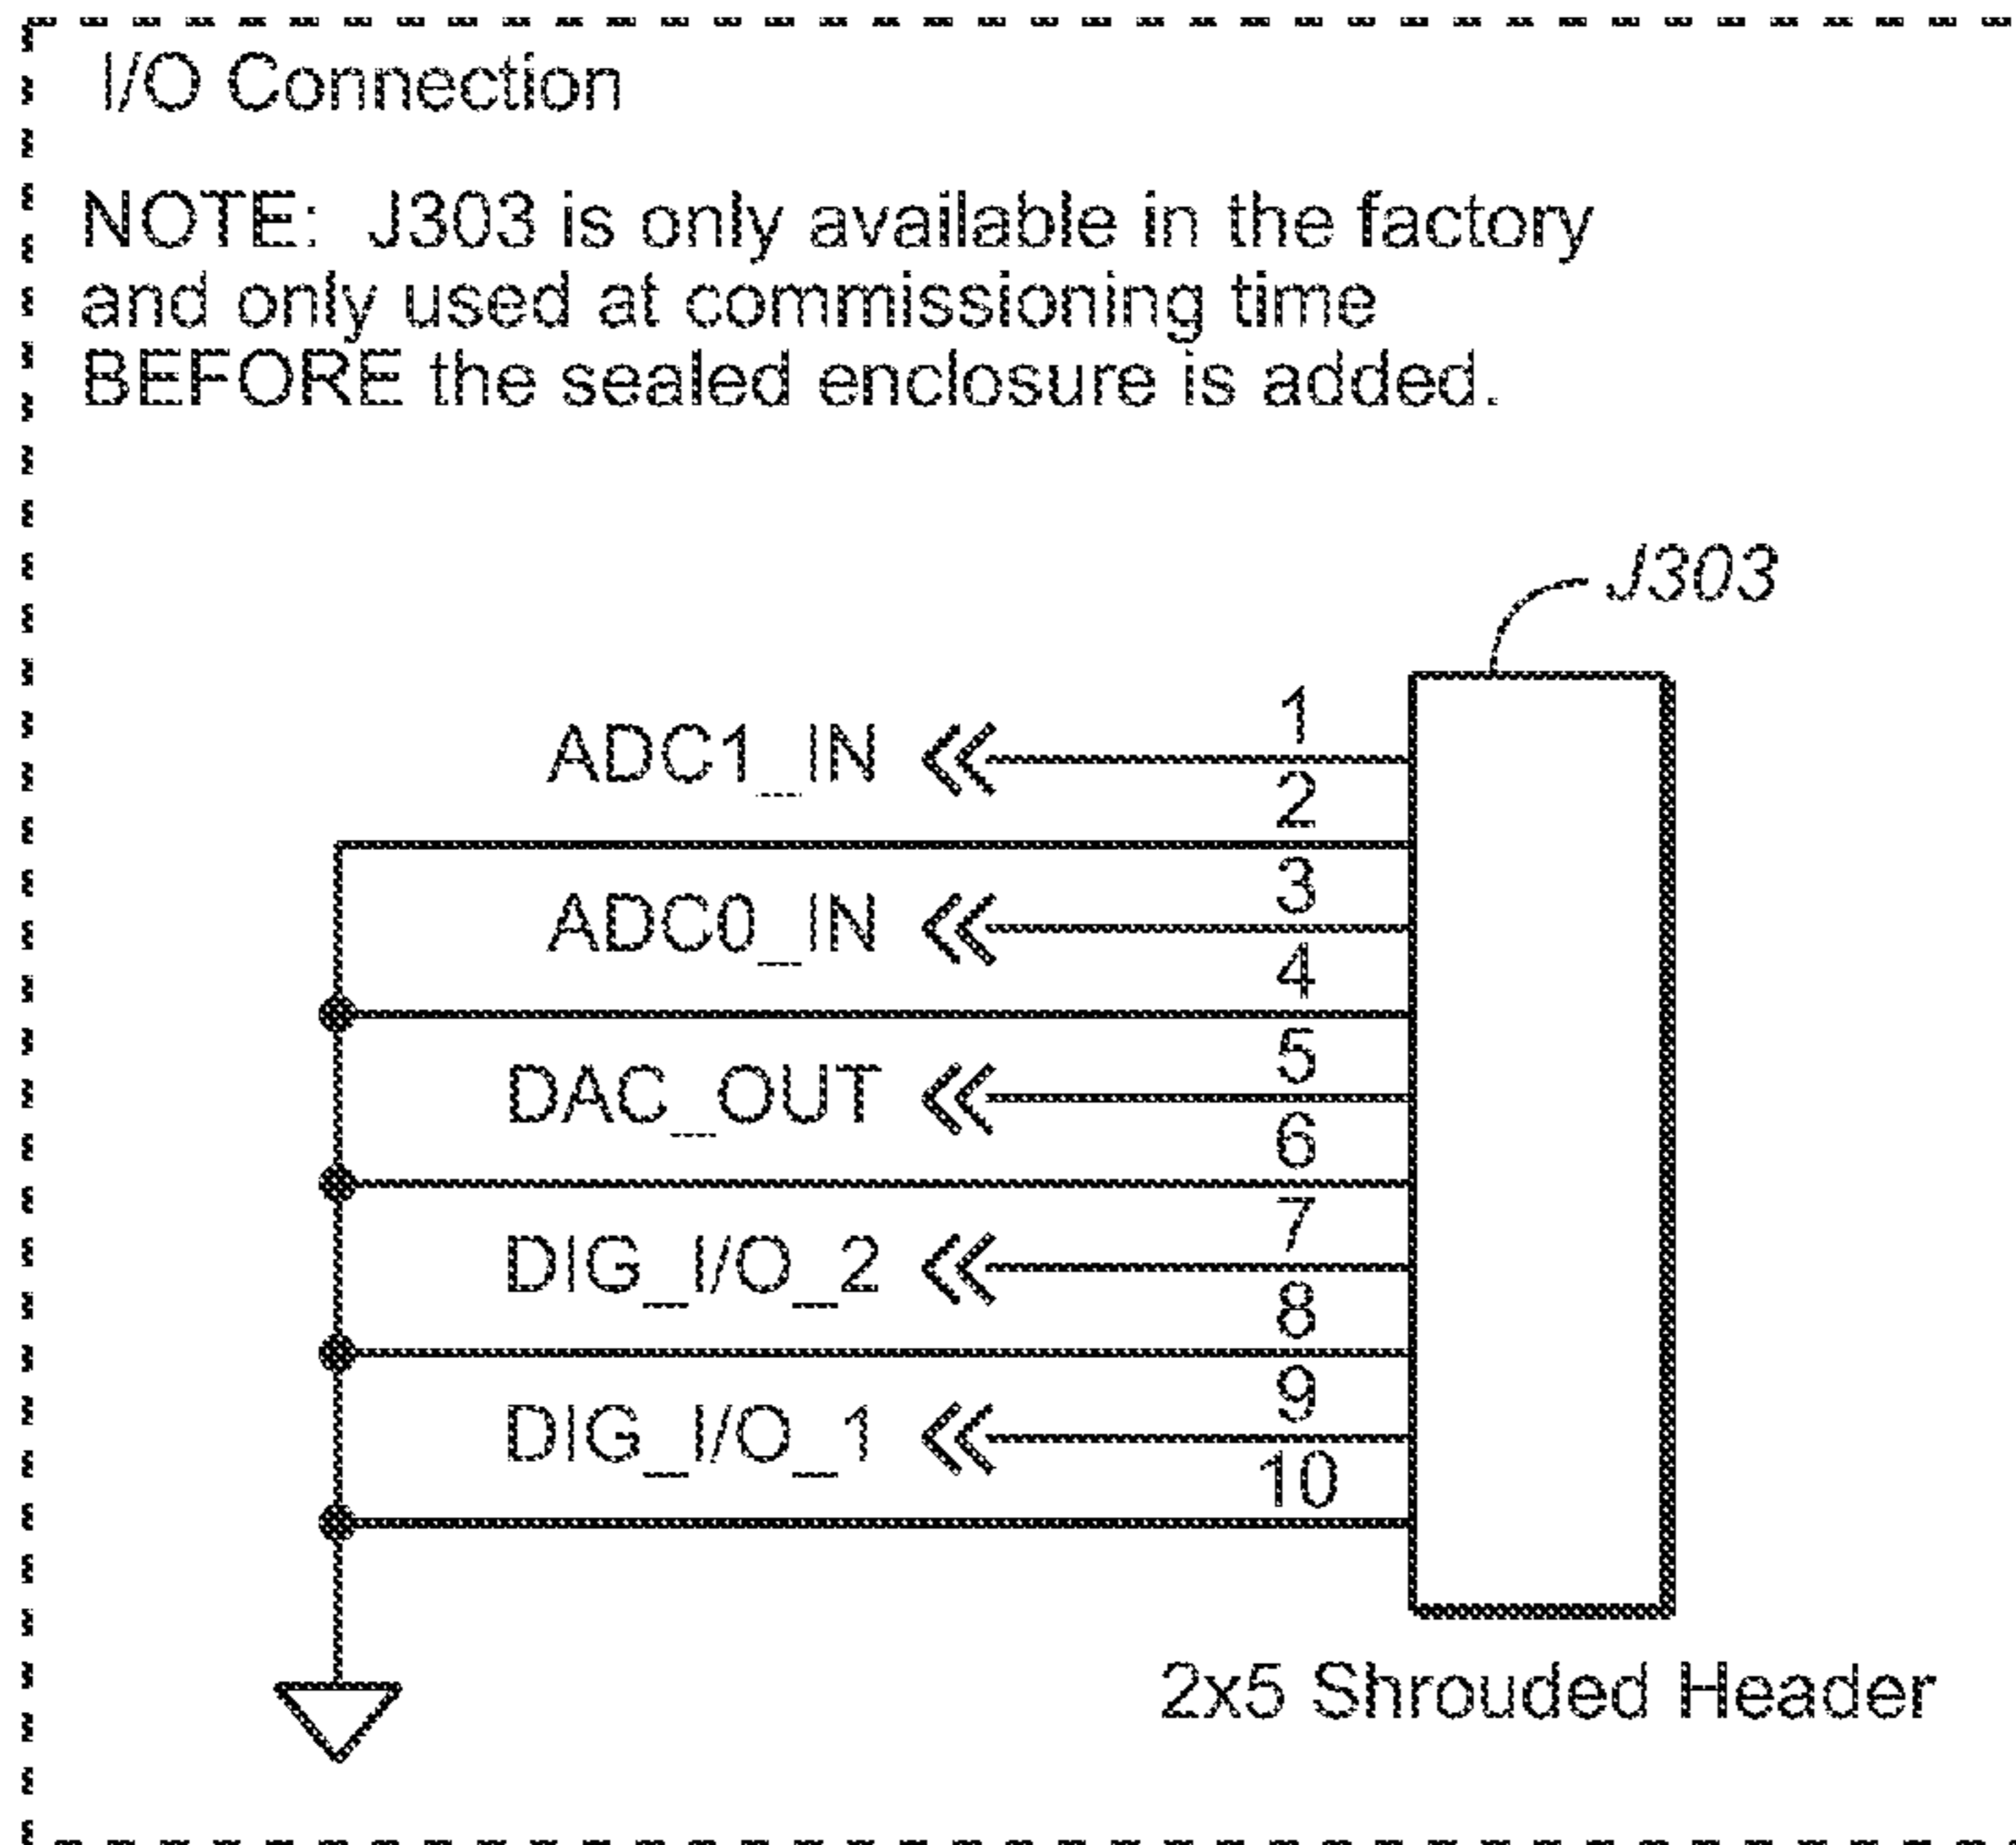 I/O Connection
NOTE: J303 is only available in the factory
and only used at commissioning time
BEFORE the sealed enclosure is added.
J303
1
ADC1_IN
2
3
ADC0_IN
4
5
DAC_OUT
6
7
DIG_I/O_2
8
9
DIG_I/O_1
10
2x5 Shrouded Header